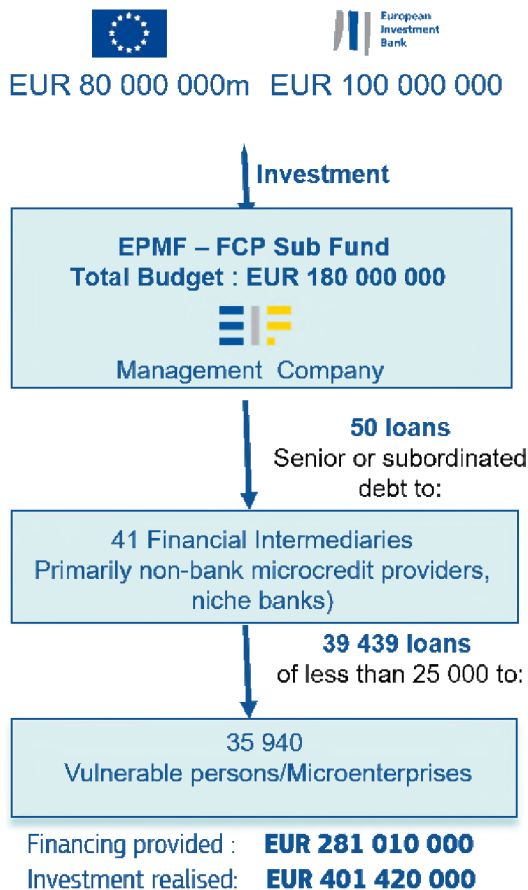 European
Investment
Bank
EUR 80 000 000m EUR 100 000 000
Investment
EPMF – FCP Sub Fund
Total Budget : EUR 180 000 000
EIF
Management Company
50 loans
Senior or subordinated
debt to:
41 Financial Intermediaries
Primarily non-bank microcredit providers,
niche banks)
39 439 loans
of less than 25 000 to:
35 940
Vulnerable persons/Microenterprises
Financing provided : EUR 281 010 000
Investment realised: EUR 401 420 000